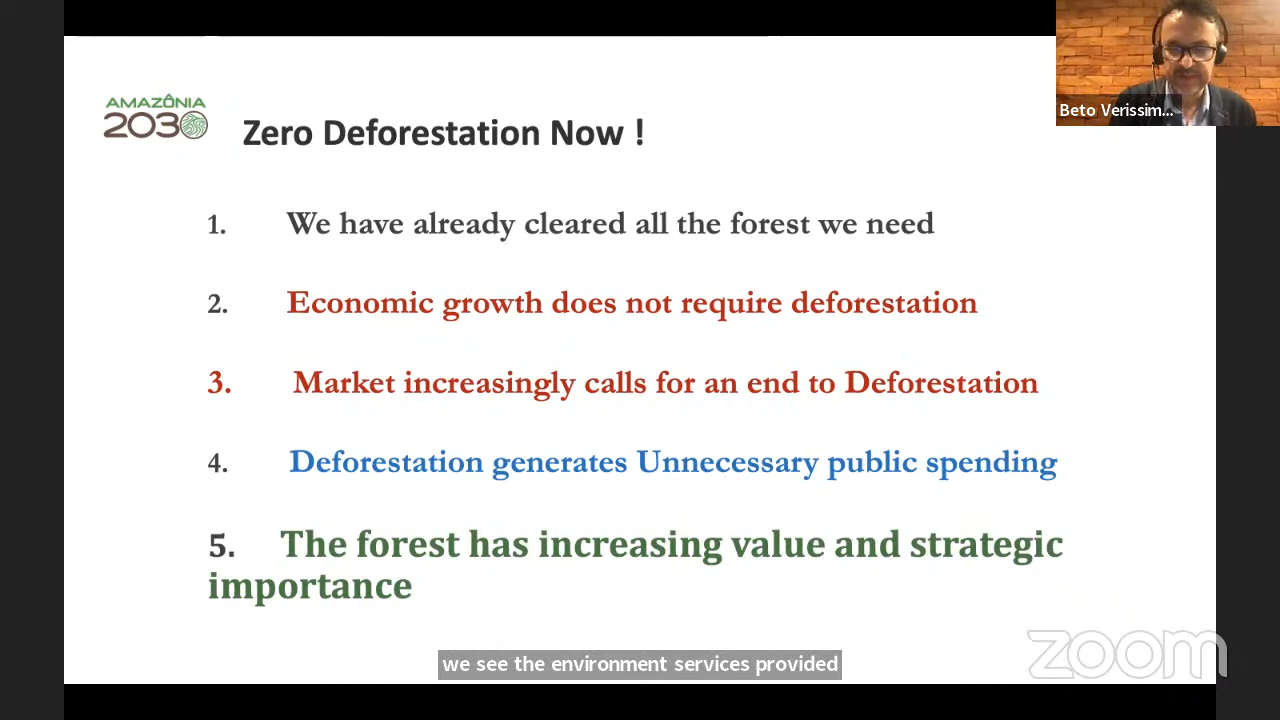 AMAZÔNIA
2030
Zero Deforestation Now !
Beto Verissim...
1. We have already cleared all the forest we need
2. Economic growth does not require deforestation
3. Market increasingly calls for an end to Deforestation
4. Deforestation generates Unnecessary public spending
5. The forest has increasing value and strategic
importance
we see the environment services provided
zoom